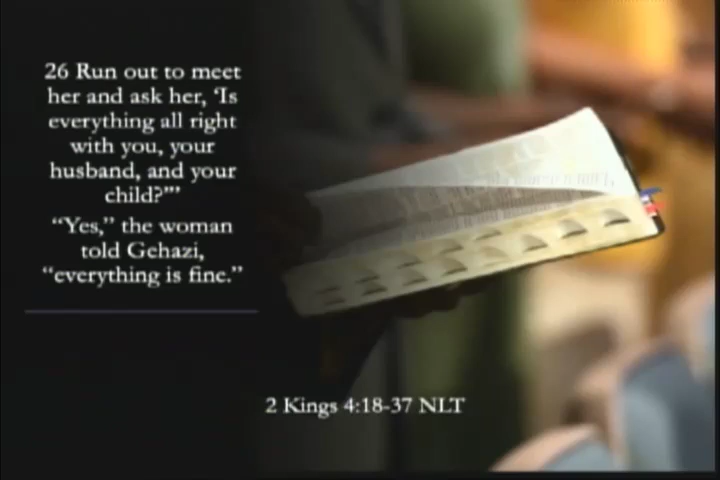 26 Run out to meet
her and ask her, ‘Is
everything all right
with you, your
husband, and your
child?’”
“Yes,” the woman
told Gehazi,
“everything is fine.”
2 Kings 4:18-37 NLT